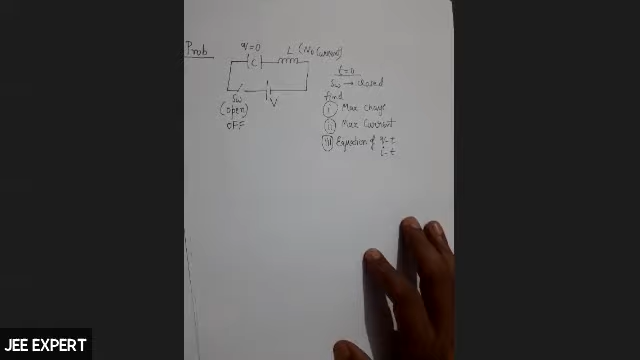 Prob
q=0
L (No Current)
C
Sw
(open)
OFF
V
t=0
Sw → closed
find
(i) Max Charge
(ii) Max Current
(iii) Equation of q-t
i-t
JEE EXPERT